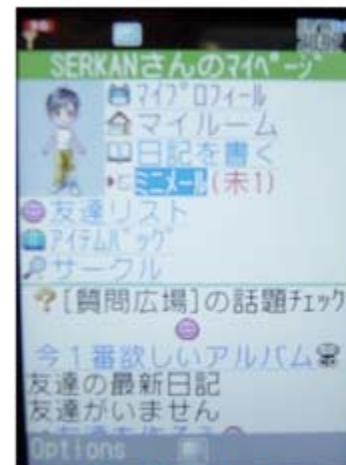 SERKANさんのﾏｲﾍﾟｰｼﾞ
ﾏｲﾌﾟﾛﾌｨｰﾙ
マイルーム
日記を書く
ﾐﾆﾒｰﾙ(未1)
友達リスト
ｱｲﾃﾑﾊﾞｯｸﾞ
サークル
[質問広場]の話題ﾁｪｯｸ
今1番欲しいアルバム
友達の最新日記
友達がいません
Options